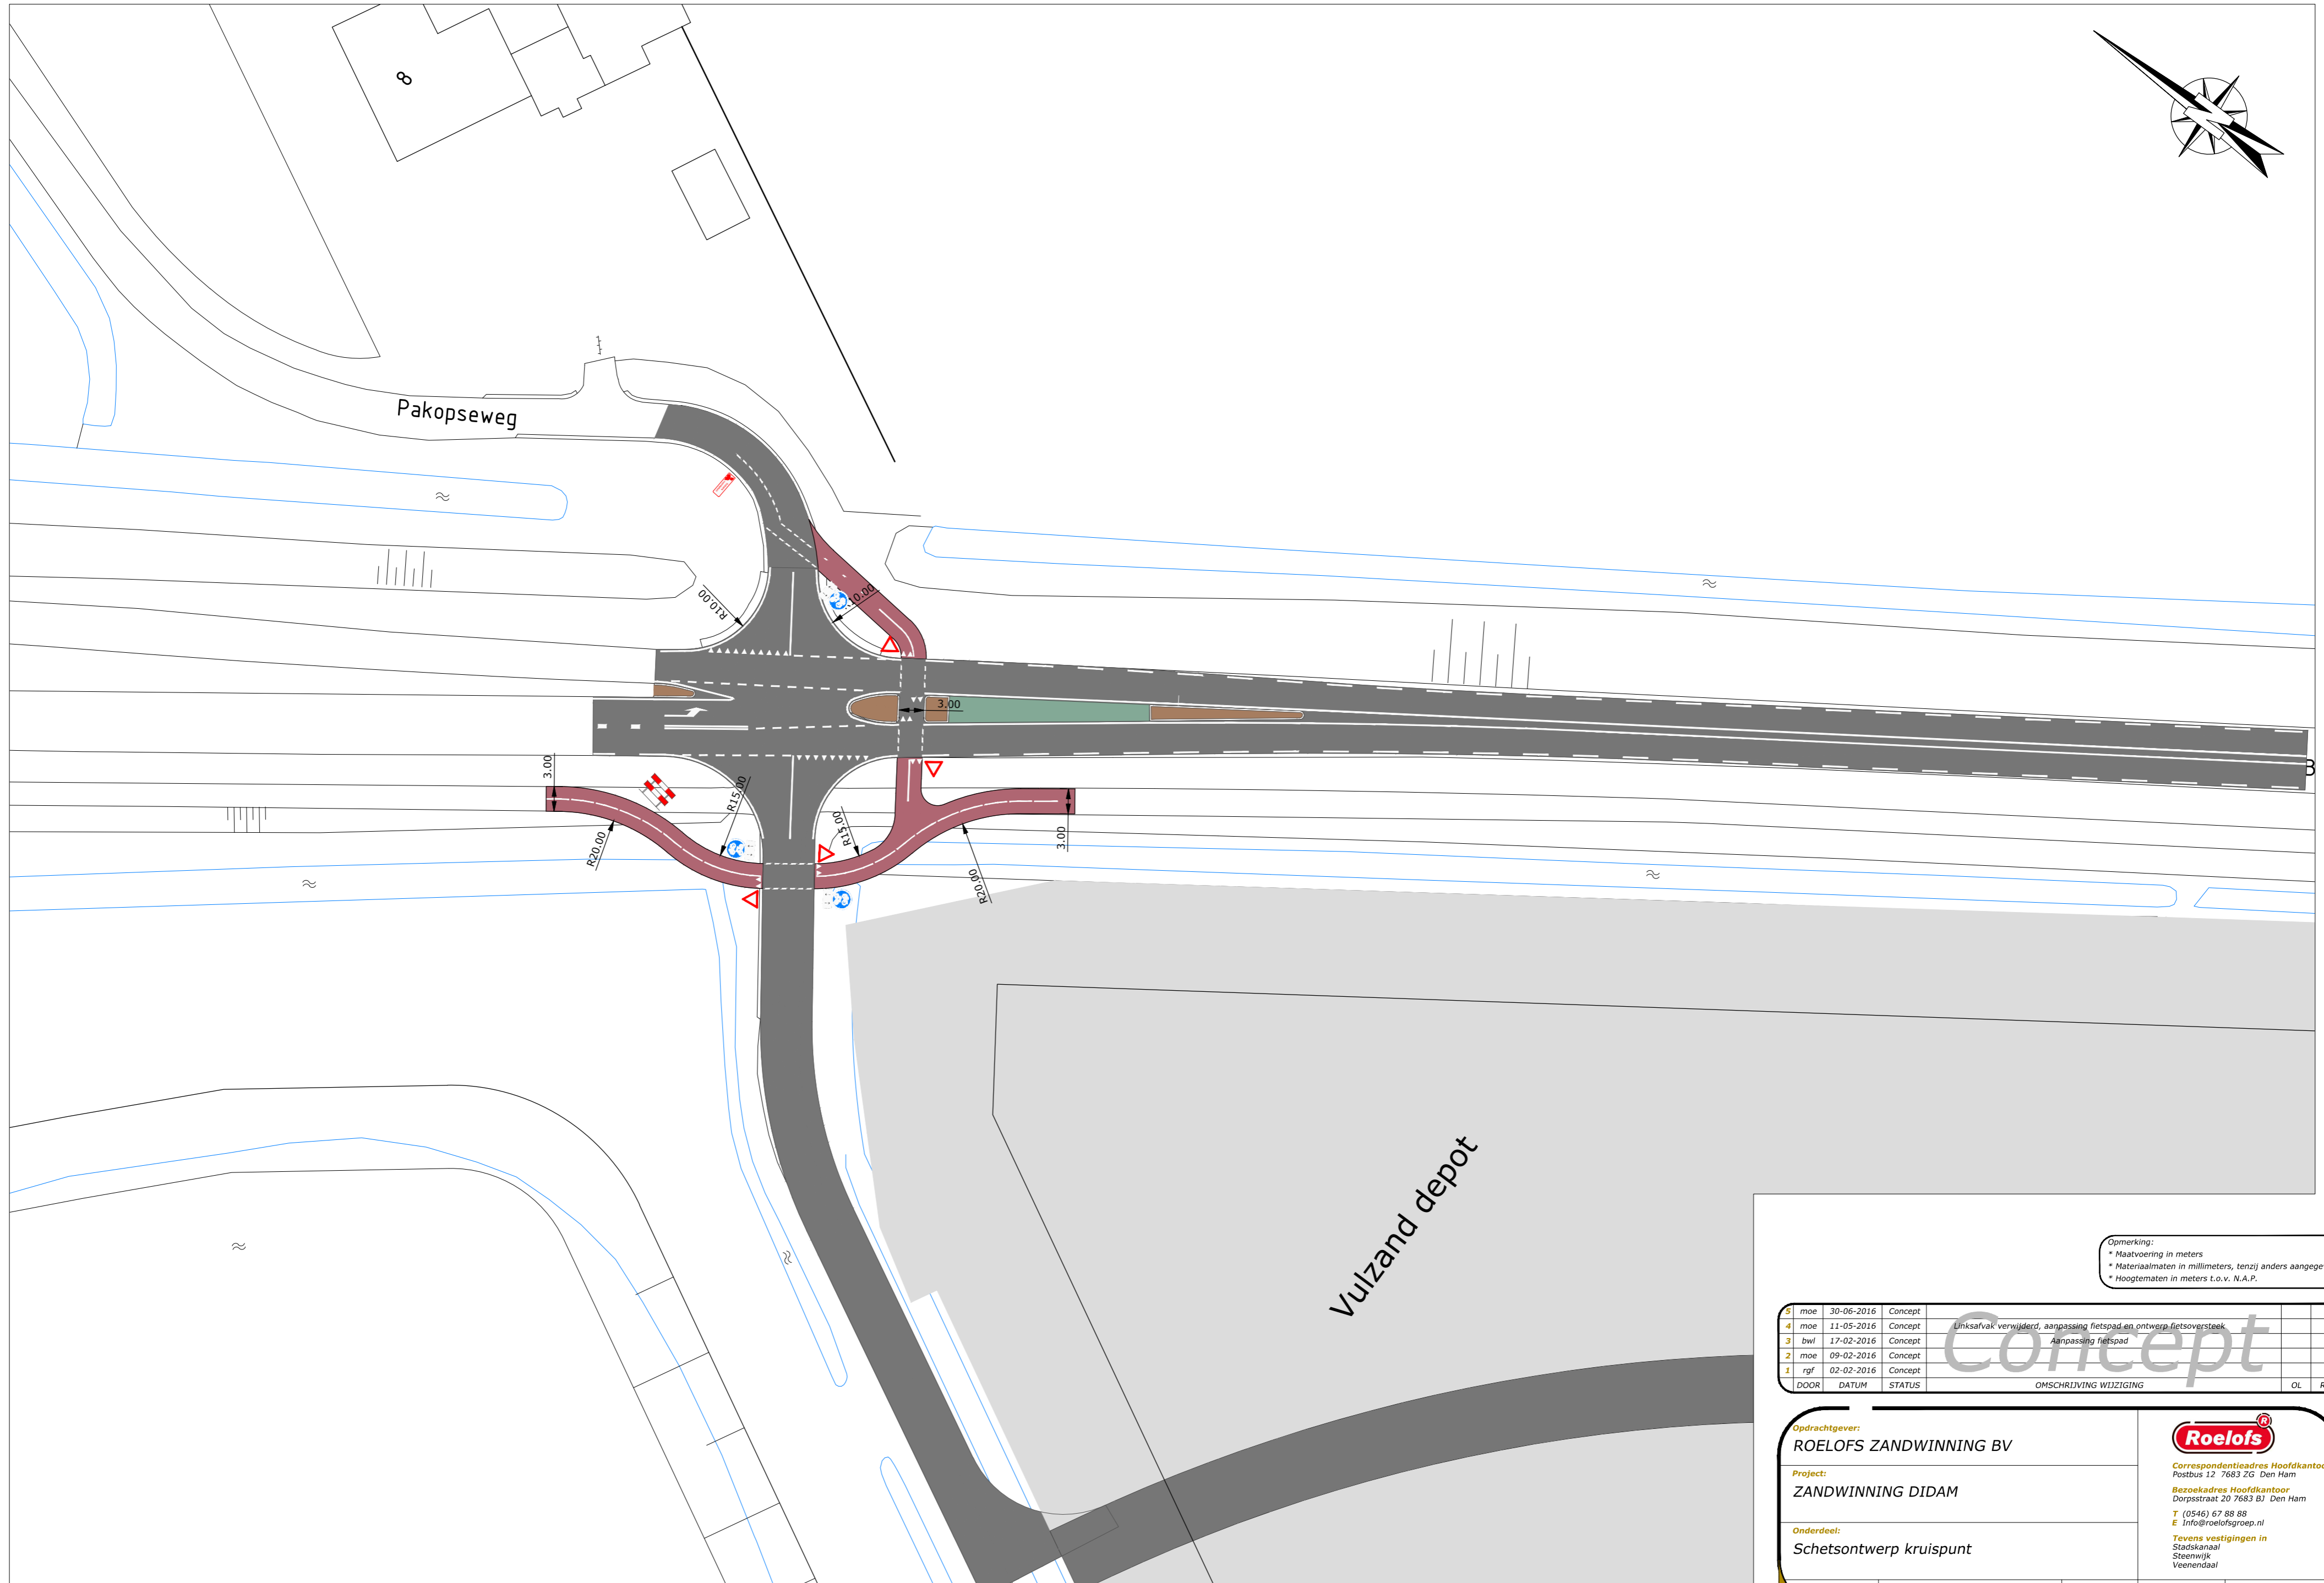 8
Pakopseweg
R10.00
10.00
3.00
3.00
R15.00
R15.00
R20.00
3.00
R20.00
B
Vulzand depot
Opmerking:
* Maatvoering in meters
* Materiaalmaten in millimeters, tenzij anders aangege
* Hoogtematen in meters t.o.v. N.A.P.
Concept
5 moe 30-06-2016 Concept
4 moe 11-05-2016 Concept Linksafvak verwijderd, aanpassing fietspad en ontwerp fietsoversteek
3 bwl 17-02-2016 Concept Aanpassing fietspad
2 moe 09-02-2016 Concept
1 rgf 02-02-2016 Concept
DOOR DATUM STATUS OMSCHRIJVING WIJZIGING OL
Opdrachtgever:
ROELOFS ZANDWINNING BV
Project:
ZANDWINNING DIDAM
Onderdeel:
Schetsontwerp kruispunt
Roelofs ®
Correspondentieadres Hoofdkantoo
Postbus 12 7683 ZG Den Ham
Bezoekadres Hoofdkantoor
Dorpsstraat 20 7683 BJ Den Ham
T (0546) 67 88 88
E Info@roelofsgroep.nl
Tevens vestigingen in
Stadskanaal
Steenwijk
Veenendaal